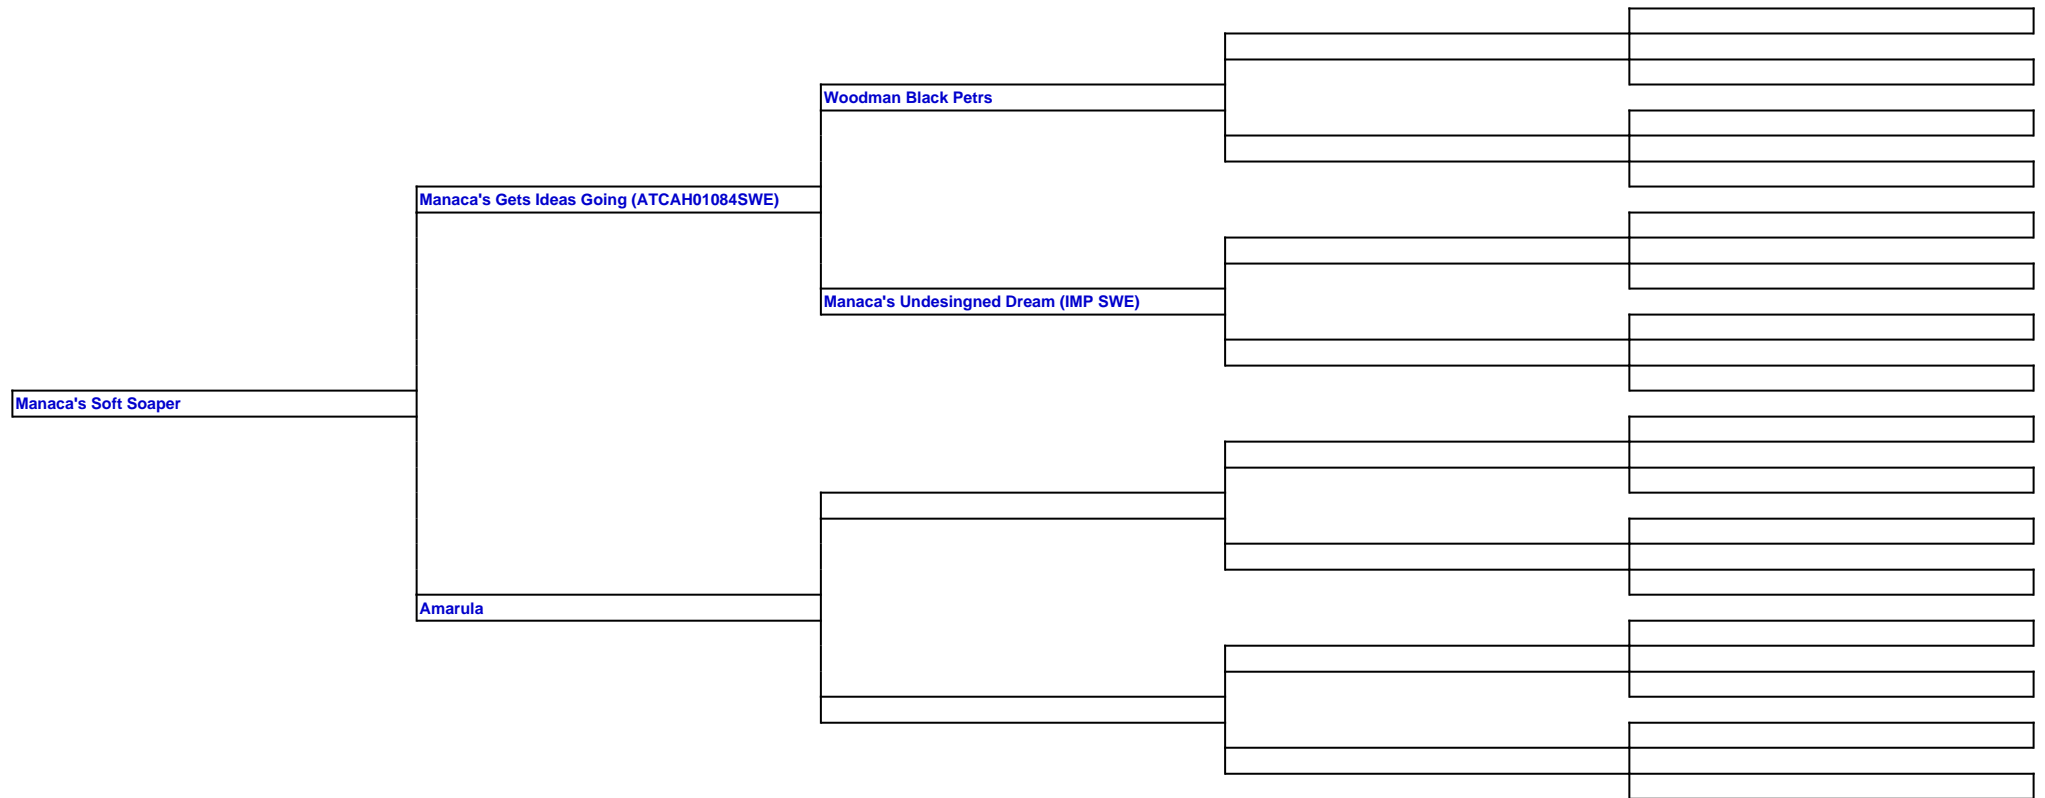 Woodman Black Petrs
Manaca's Gets Ideas Going (ATCAH01084SWE)
Manaca's Undesingned Dream (IMP SWE)
Manaca's Soft Soaper
Amarula